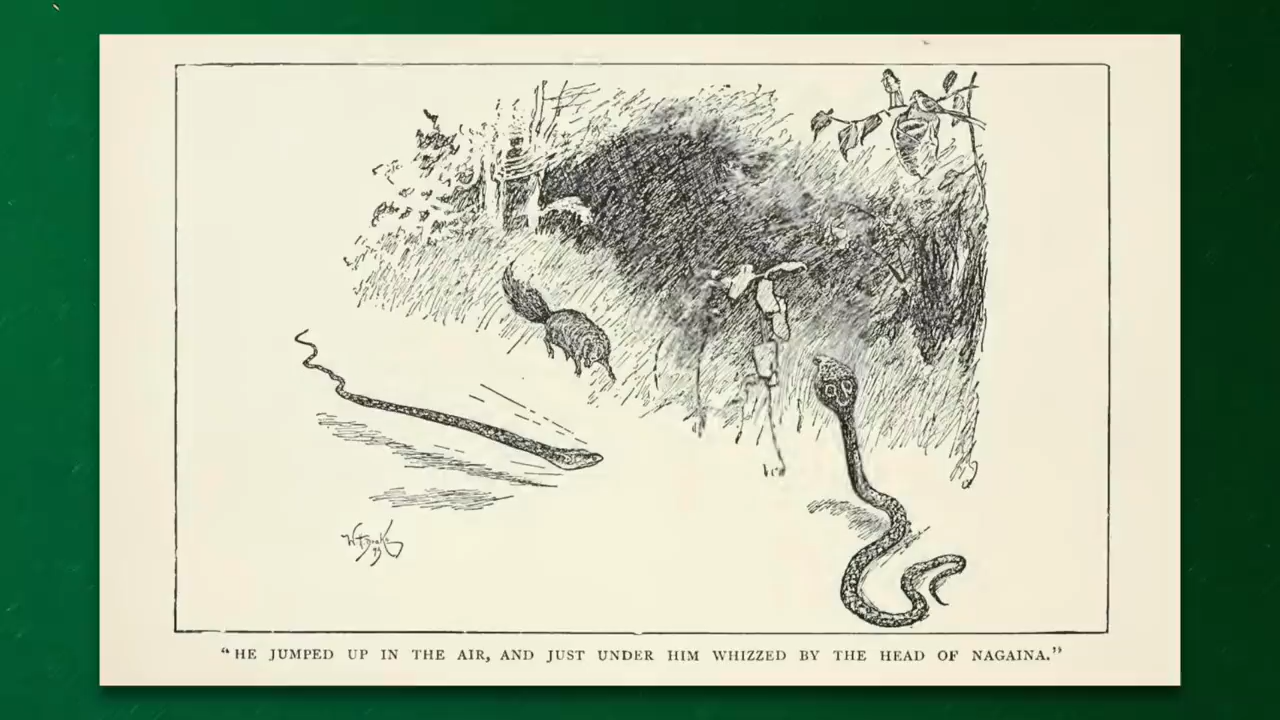 "HE JUMPED UP IN THE AIR, AND JUST UNDER HIM WHIZZED BY THE HEAD OF NAGAINA."